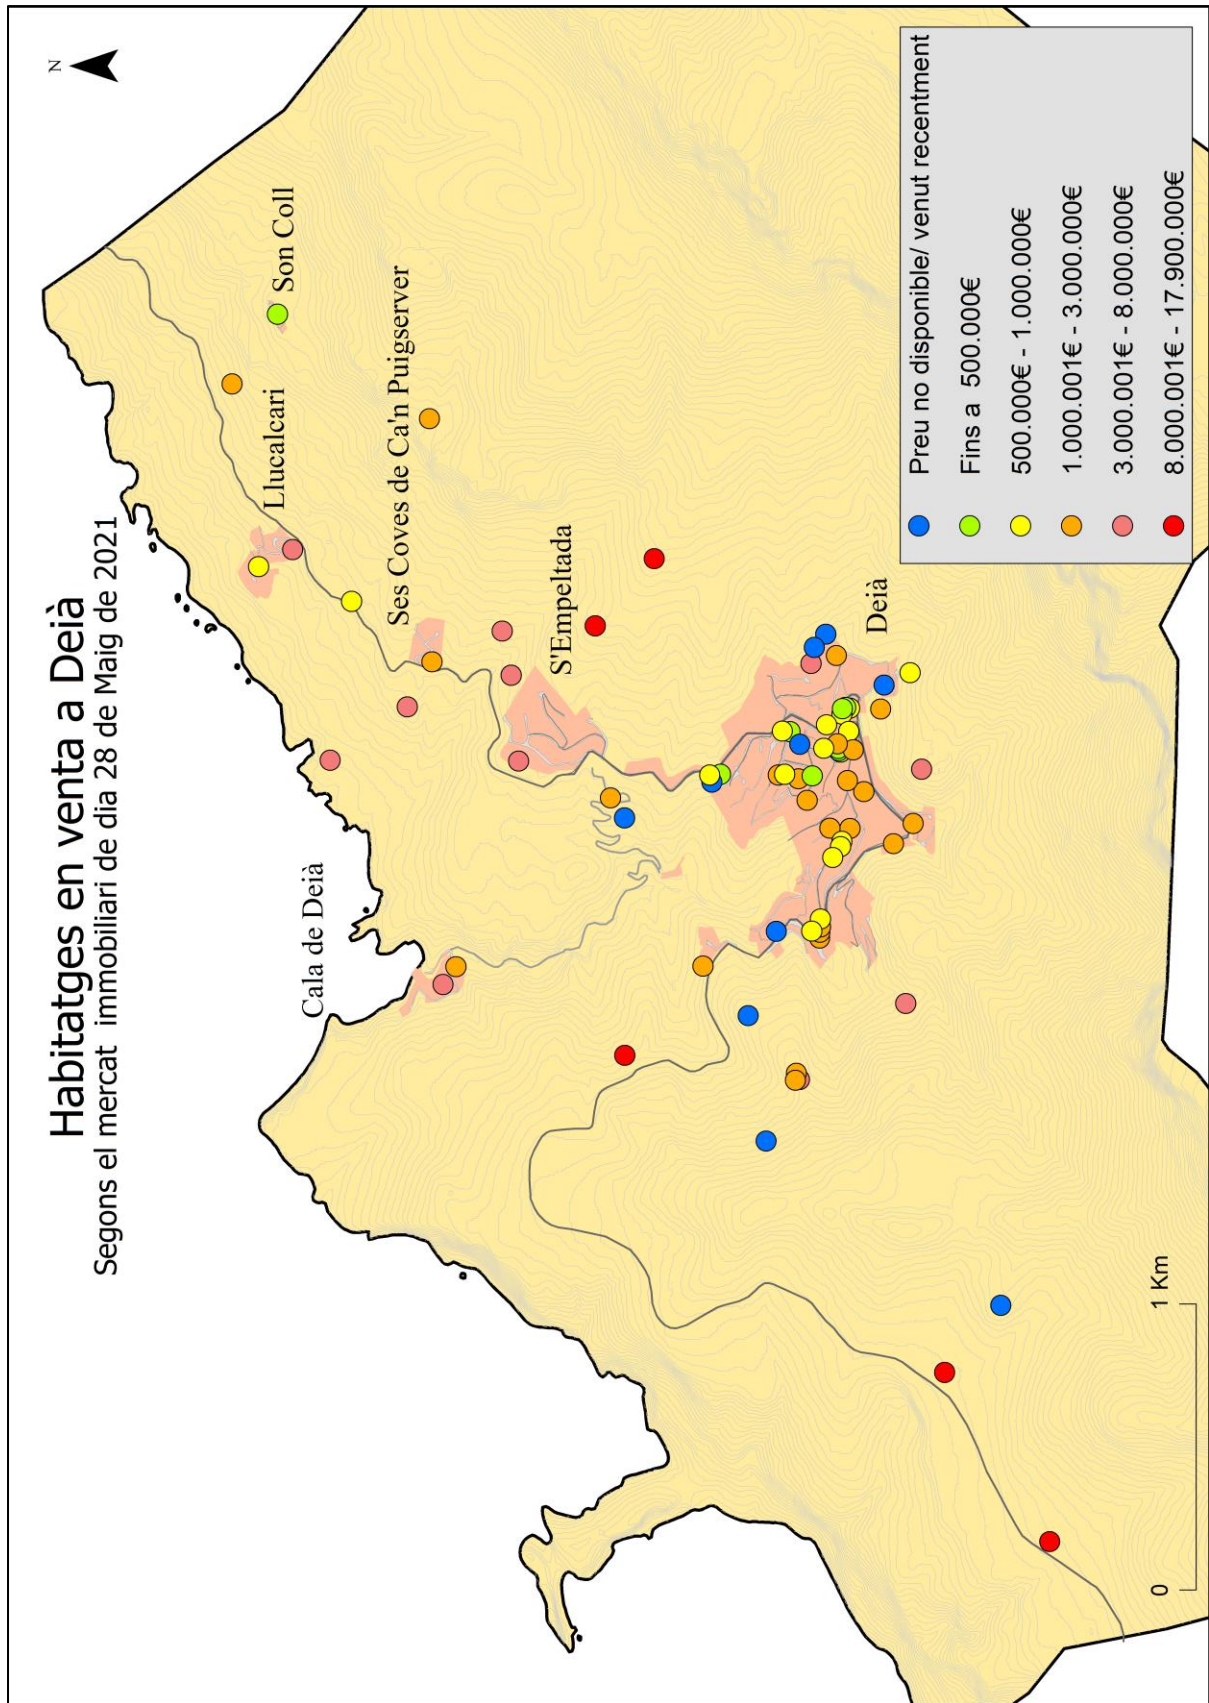 Habitatges en venta a Deià
Segons el mercat immobiliari de dia 28 de Maig de 2021
N
Cala de Deià
Llucalcari
Son Coll
Ses Coves de Ca'n Puigserver
S'Empeltada
Deià
Preu no disponible/ venut recentment
Fins a 500.000€
500.000€ - 1.000.000€
1.000.001€ - 3.000.000€
3.000.001€ - 8.000.000€
8.000.001€ - 17.900.000€
0 1 Km